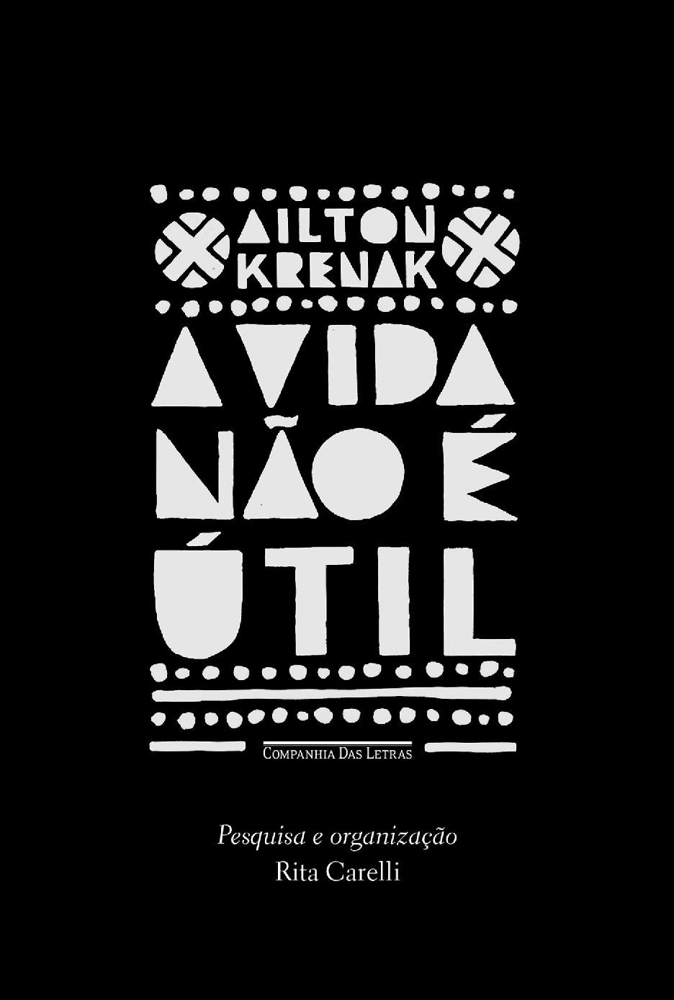 AILTON
KRENAK
A VIDA
NÃO É
ÚTIL
COMPANHIA DAS LETRAS
Pesquisa e organização
Rita Carelli